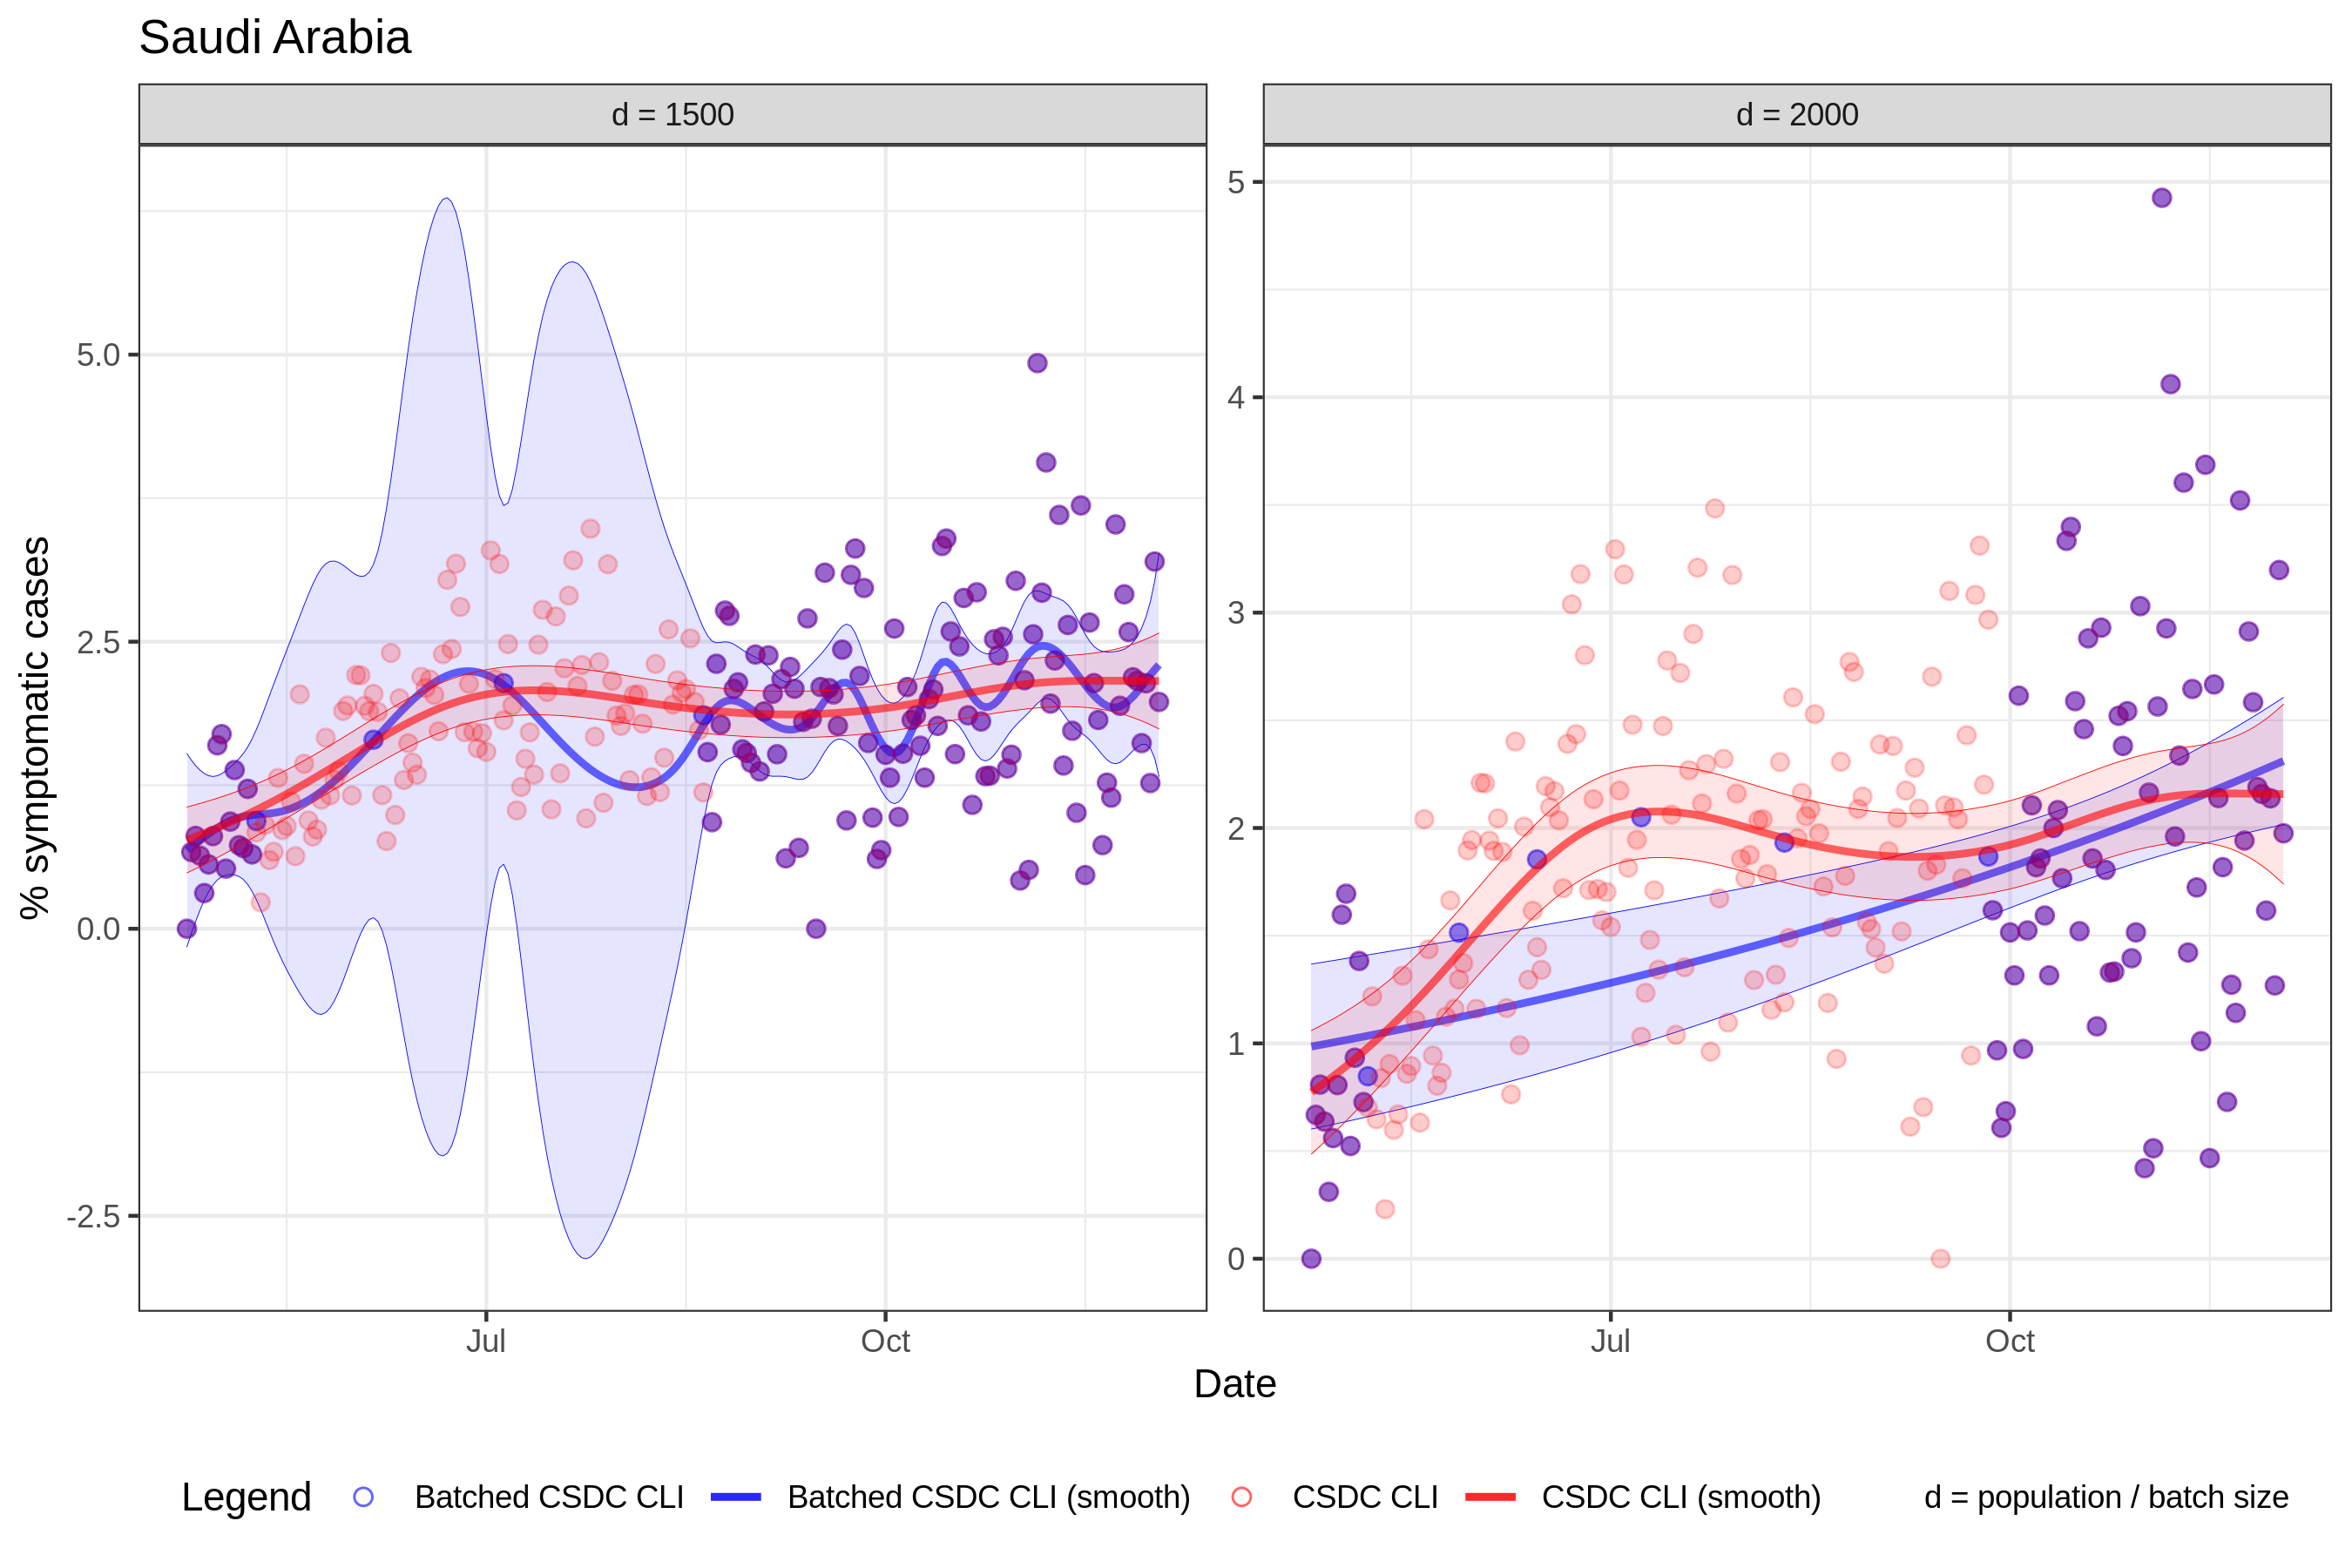 Saudi Arabia
d = 1500
d = 2000
% symptomatic cases
5.0
2.5
0.0
-2.5
5
4
3
2
1
0
Jul
Oct
Jul
Oct
Date
Legend
Batched CSDC CLI
Batched CSDC CLI (smooth)
CSDC CLI
CSDC CLI (smooth)
d = population / batch size